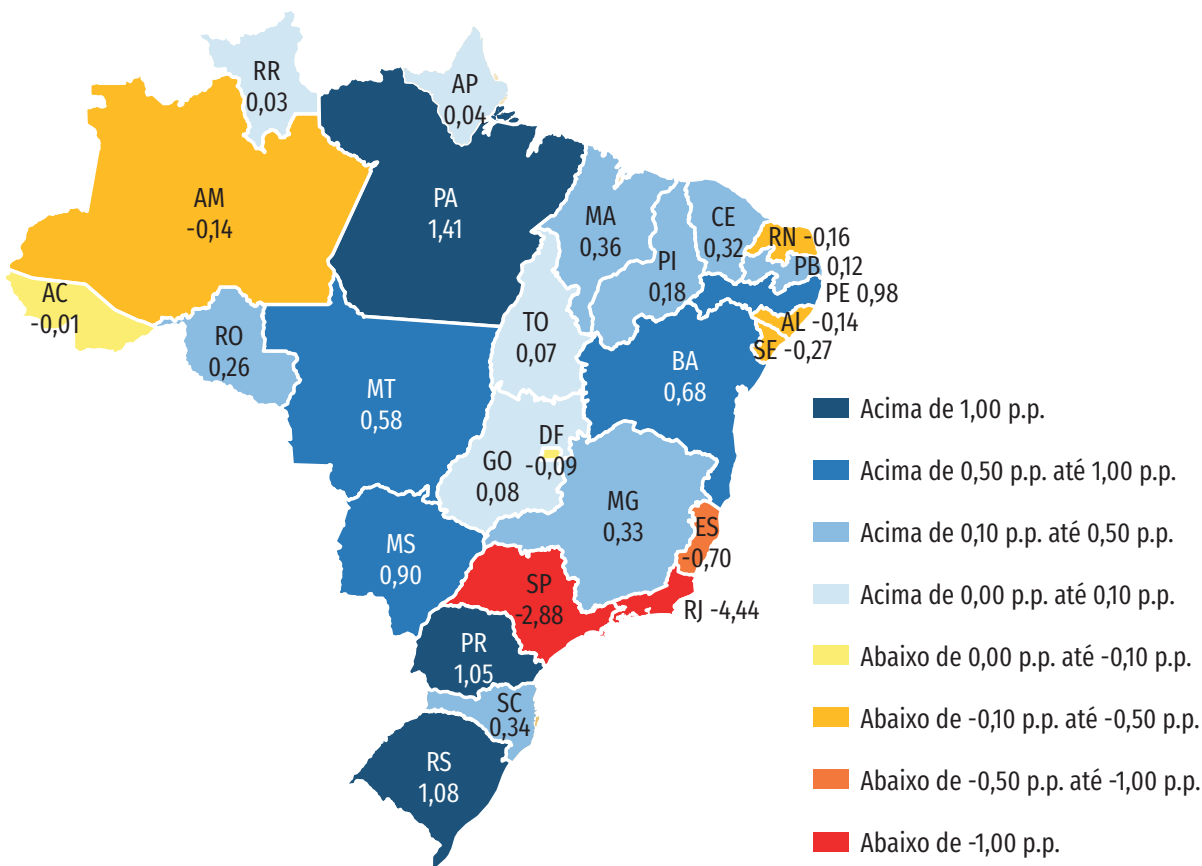 RR
0,03
AP
0,04
AM
-0,14
PA
1,41
MA
0,36
CE
0,32
RN -0,16
PB 0,12
PI
0,18
PE 0,98
AC
-0,01
AL -0,14
SE -0,27
RO
0,26
TO
0,07
BA
0,68
MT
0,58
DF
-0,09
GO
0,08
MG
0,33
ES
-0,70
MS
0,90
SP
-2,88
RJ -4,44
PR
1,05
SC
0,34
RS
1,08
Acima de 1,00 p.p.
Acima de 0,50 p.p. até 1,00 p.p.
Acima de 0,10 p.p. até 0,50 p.p.
Acima de 0,00 p.p. até 0,10 p.p.
Abaixo de 0,00 p.p. até -0,10 p.p.
Abaixo de -0,10 p.p. até -0,50 p.p.
Abaixo de -0,50 p.p. até -1,00 p.p.
Abaixo de -1,00 p.p.